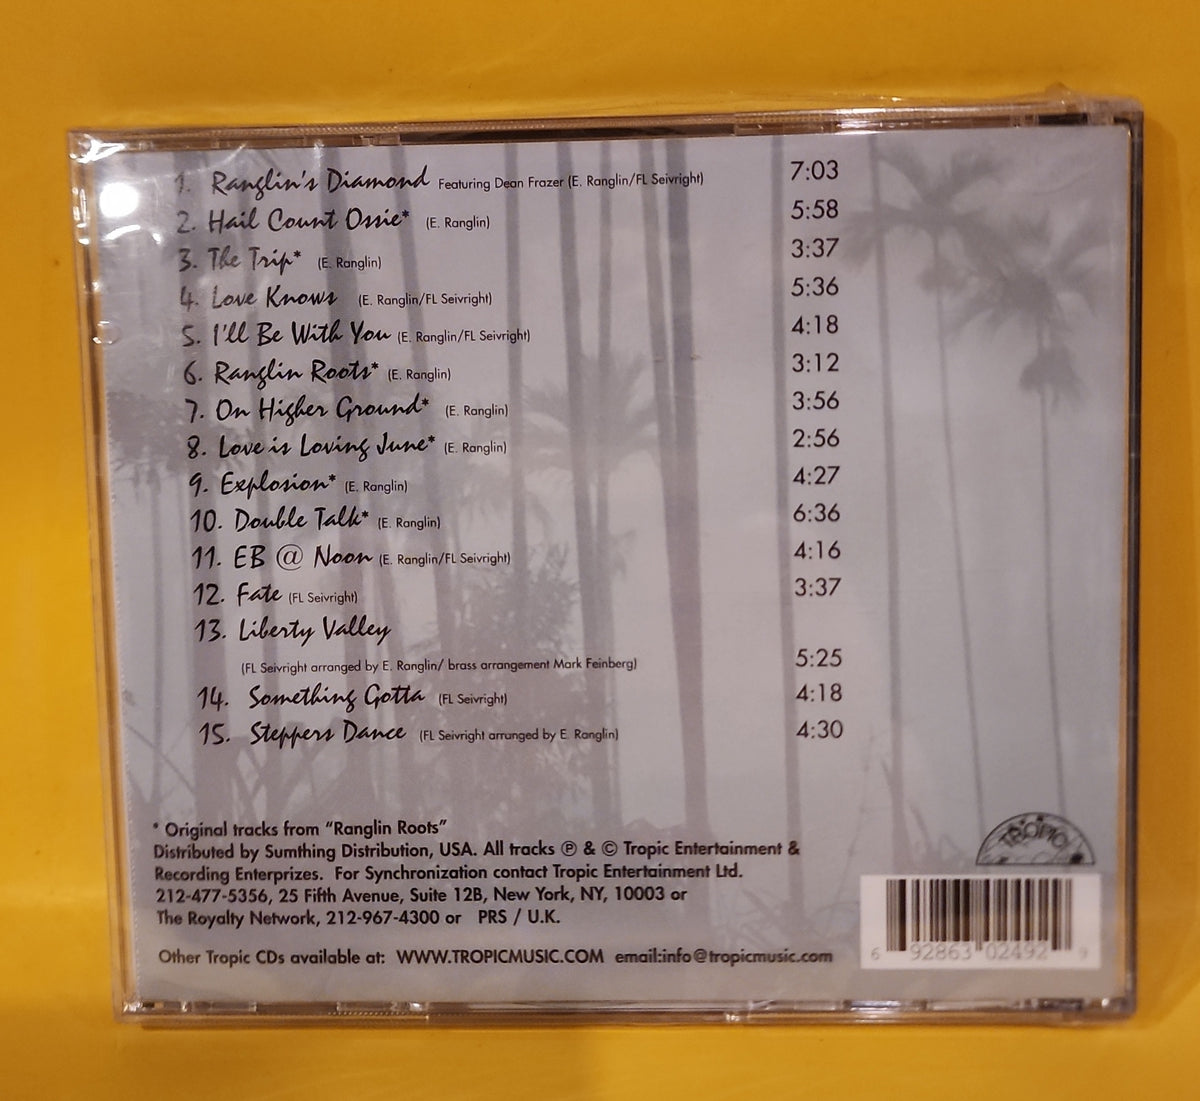 1. Ranglin's Diamond Featuring Dean Frazer (E. Ranglin/FL Seivright) 7:03
2. Hail Count Ossie* (E. Ranglin) 5:58
3. The Trip* (E. Ranglin) 3:37
4. Love Knows (E. Ranglin/FL Seivright) 5:36
5. I'll Be With You (E. Ranglin/FL Seivright) 4:18
6. Ranglin Roots* (E. Ranglin) 3:12
7. On Higher Ground* (E. Ranglin) 3:56
8. Love is Loving June* (E. Ranglin) 2:56
9. Explosion* (E. Ranglin) 4:27
10. Double Talk* (E. Ranglin) 6:36
11. EB @ Noon (E. Ranglin/FL Seivright) 4:16
12. Fate (FL Seivright) 3:37
13. Liberty Valley
(FL Seivright arranged by E. Ranglin/ brass arrangement Mark Feinberg) 5:25
14. Something Gotta (FL Seivright) 4:18
15. Steppers Dance (FL Seivright arranged by E. Ranglin) 4:30
* Original tracks from "Ranglin Roots"
Distributed by Sumthing Distribution, USA. All tracks ℗ & © Tropic Entertainment &
Recording Enterprizes. For Synchronization contact Tropic Entertainment Ltd.
212-477-5356, 25 Fifth Avenue, Suite 12B, New York, NY, 10003 or
The Royalty Network, 212-967-4300 or PRS / U.K.
TROPIC
Other Tropic CDs available at: WWW.TROPICMUSIC.COM email:info@tropicmusic.com
6 92863 02492 9